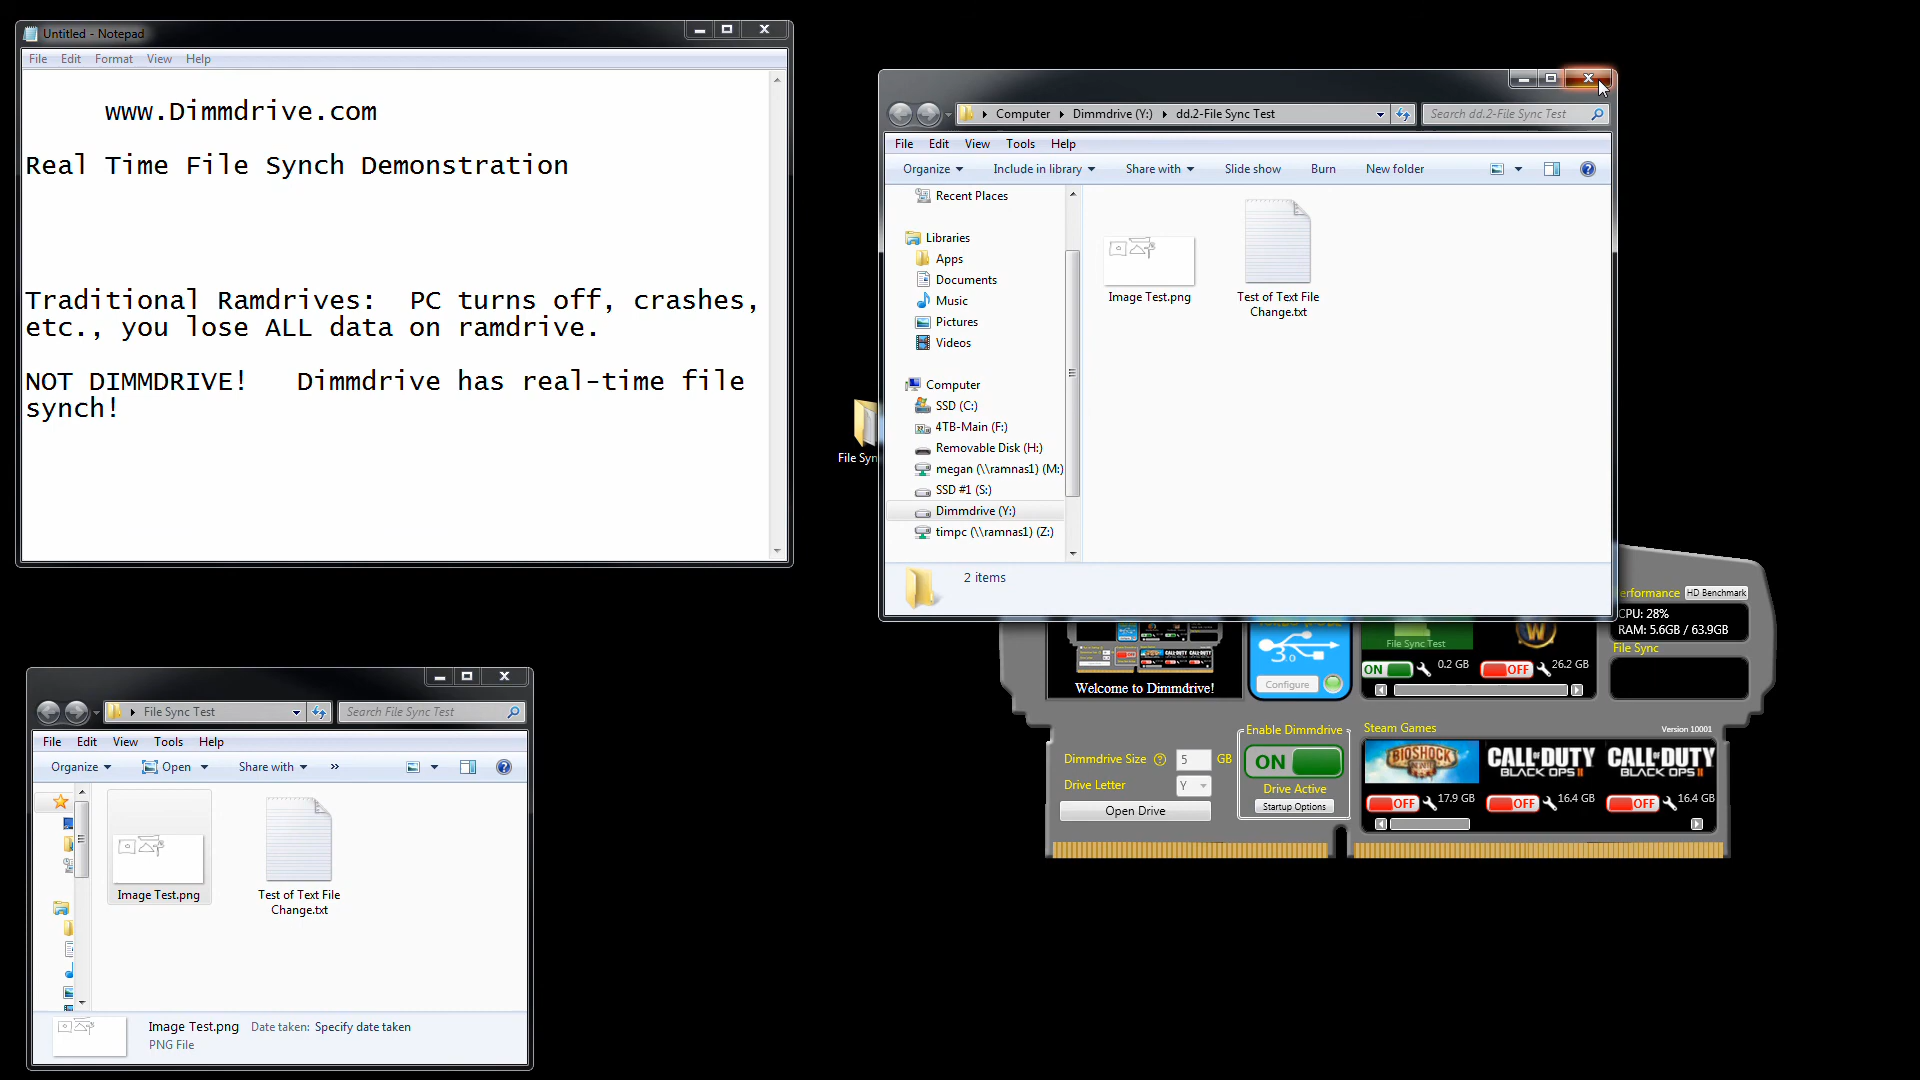 Untitled - Notepad
File Edit Format View Help
www.Dimmdrive.com
Real Time File Synch Demonstration
Traditional Ramdrives: PC turns off, crashes,
etc., you lose ALL data on ramdrive.
NOT DIMMDRIVE! Dimmdrive has real-time file
synch!
File Syn
Computer Dimmdrive (Y:) dd.2-File Sync Test
Search dd.2-File Sync Test
File Edit View Tools Help
Organize Include in library Share with Slide show Burn New folder
Recent Places
Libraries
Apps
Documents
Music
Pictures
Videos
Computer
SSD (C:)
4TB-Main (F:)
Removable Disk (H:)
megan (\\ramnas1) (M:)
SSD #1 (S:)
Dimmdrive (Y:)
timpc (\\ramnas1) (Z:)
Image Test.png
Test of Text File
Change.txt
2 items
File Sync Test
Search File Sync Test
File Edit View Tools Help
Organize Open Share with »
Image Test.png
Test of Text File
Change.txt
Image Test.png Date taken: Specify date taken
PNG File
Welcome to Dimmdrive!
3.0
Configure
File Sync Test
ON 0.2 GB OFF 26.2 GB
erformance HD Benchmark
CPU: 28%
RAM: 5.6GB / 63.9GB
File Sync
Dimmdrive Size 5 GB
Drive Letter Y
Open Drive
Enable Dimmdrive
ON
Drive Active
Startup Options
Steam Games Version 10001
BIOSHOCK
INFINITE
CALL OF DUTY
BLACK OPS II
CALL OF DUTY
BLACK OPS II
OFF 17.9 GB OFF 16.4 GB OFF 16.4 GB